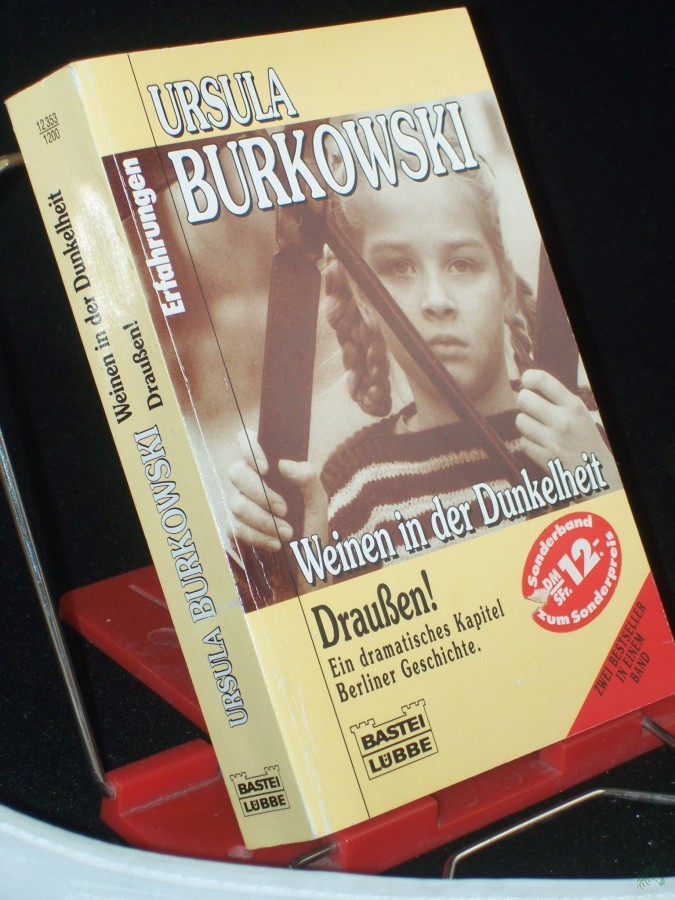 URSULA
BURKOWSKI
Erfahrungen
Weinen in der Dunkelheit
Draußen!
Ein dramatisches Kapitel
Berliner Geschichte.
BASTEI
LÜBBE
Sonderband
DM
SFr. 12.-
zum Sonderpreis
ZWEI BESTSELLER
IN EINEM
BAND
12353
1200
URSULA BURKOWSKI
Weinen in der Dunkelheit
Draußen!
BASTEI
LÜBBE